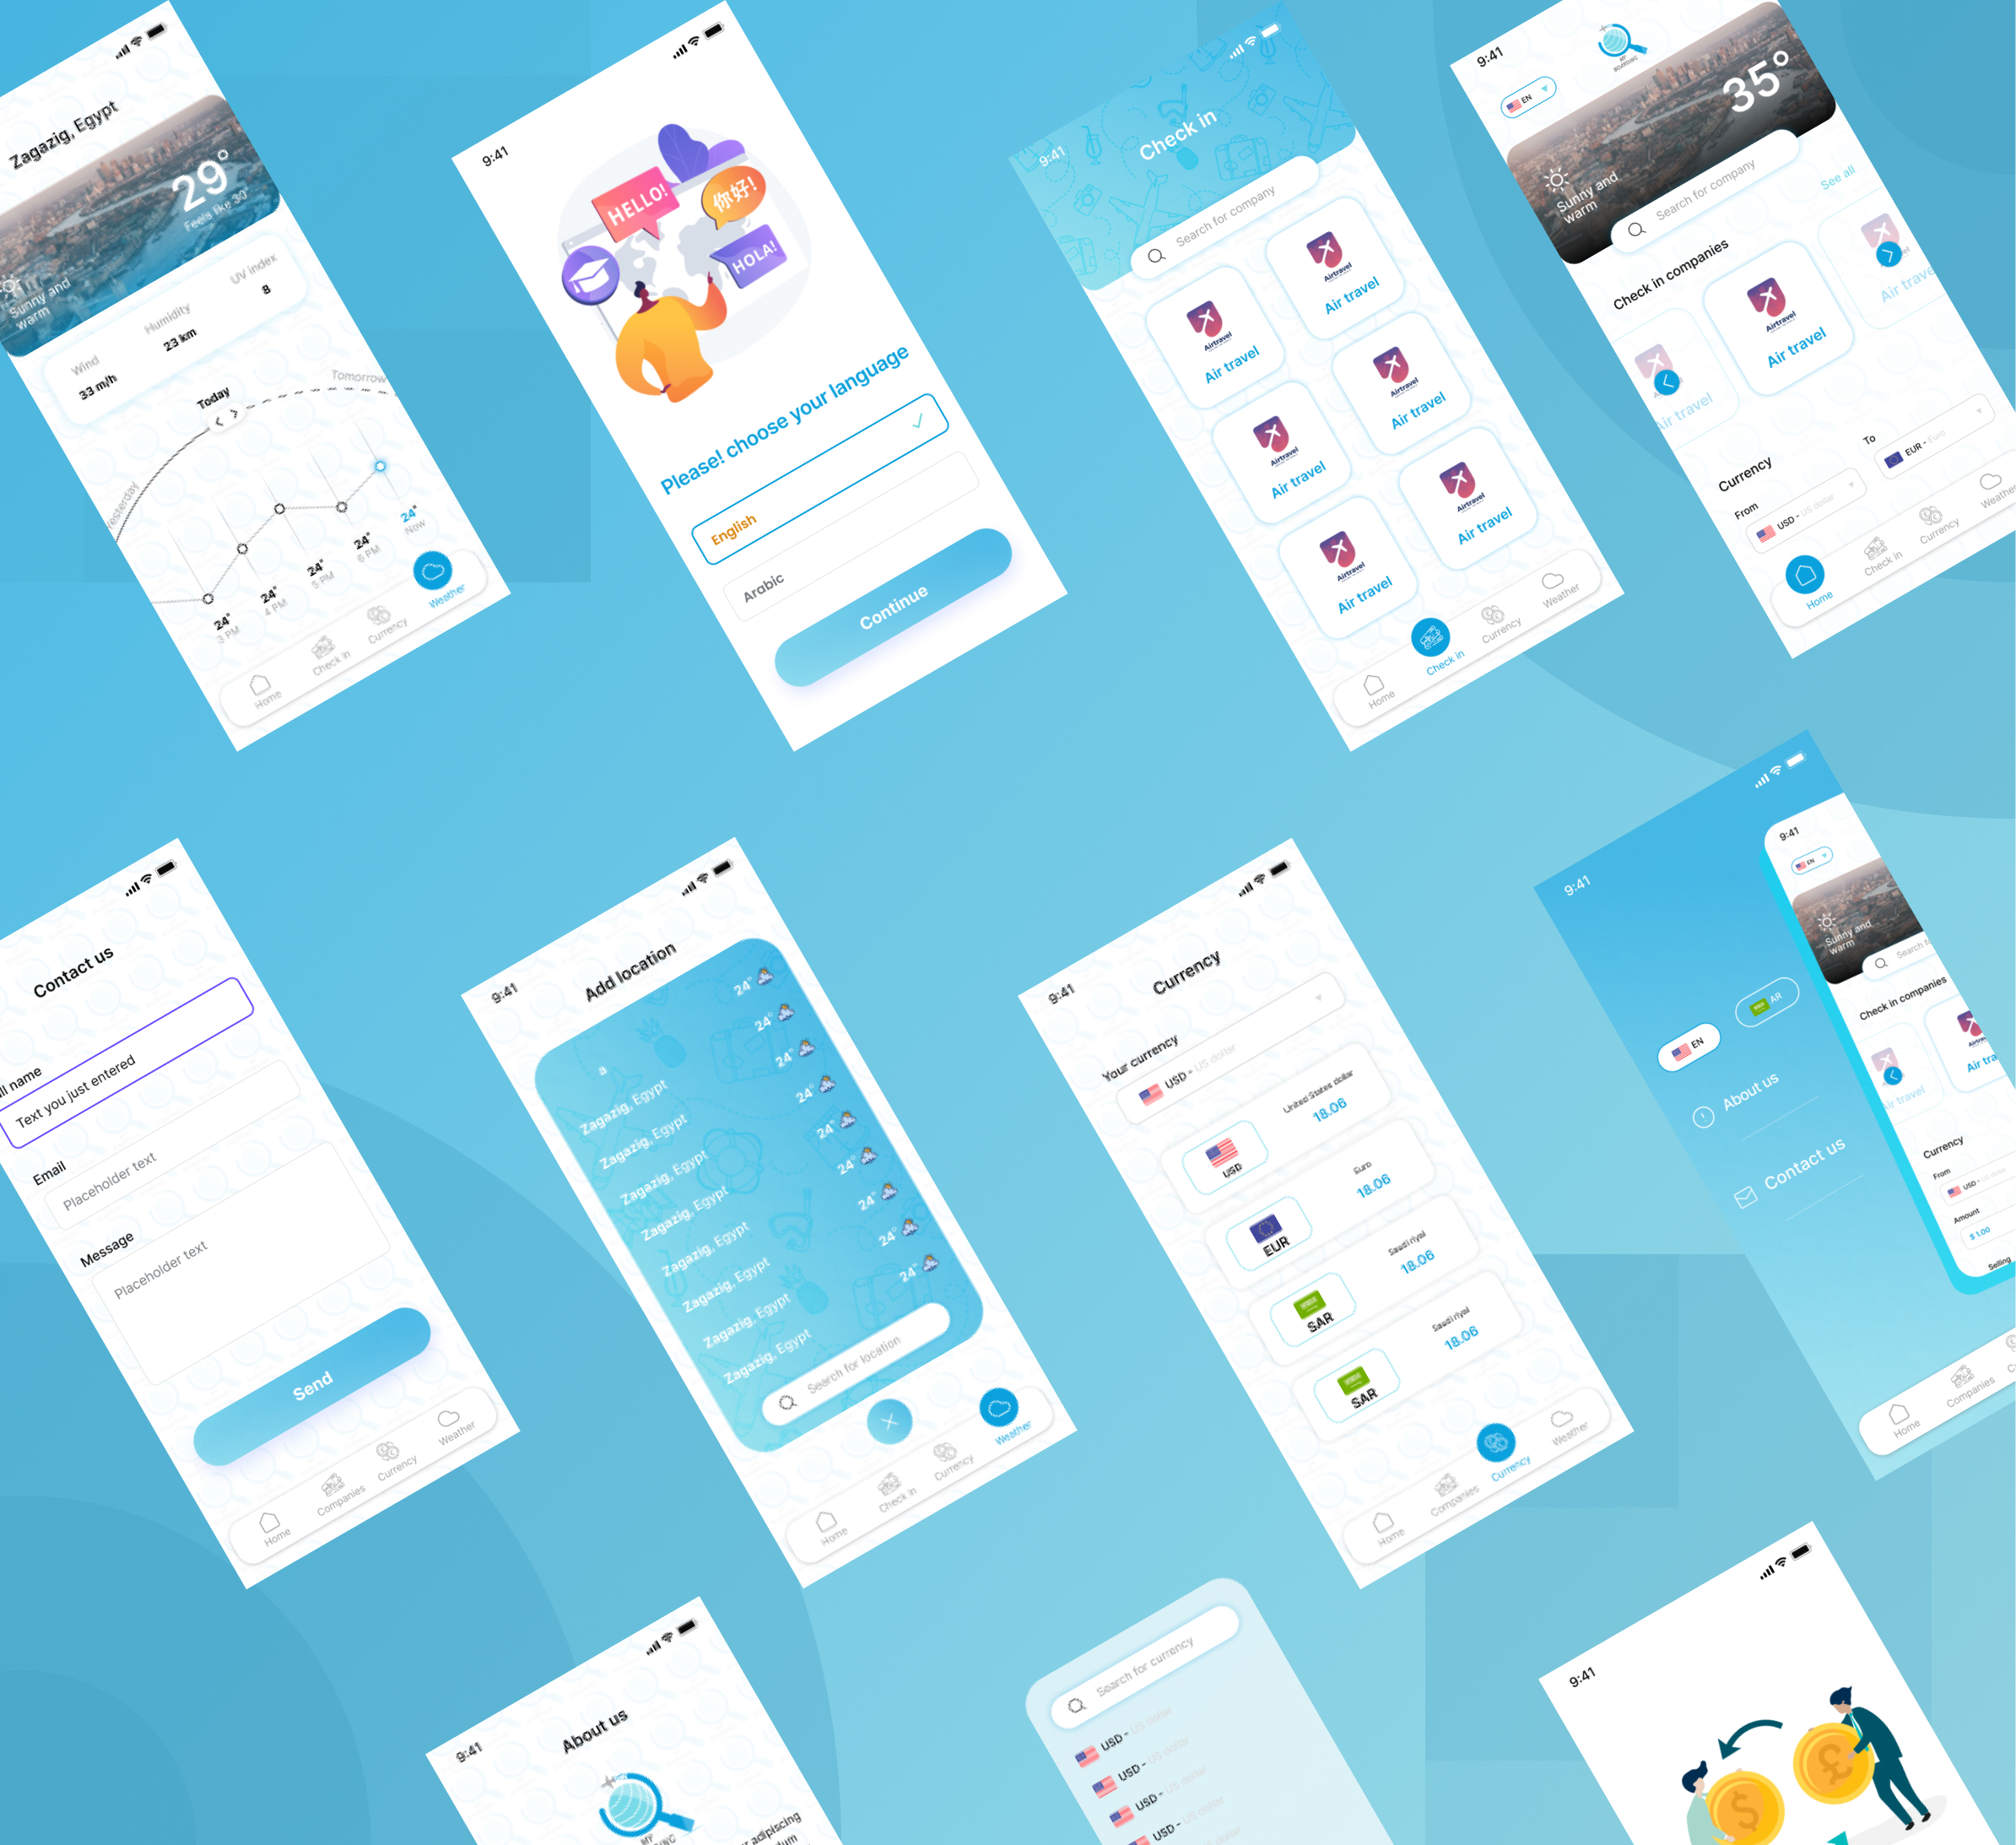 Zagazig, Egypt
29°
Feels like 30°
Sunny and
warm
Wind
33 m/h
Humidity
23 km
UV index
8
Yesterday
Today
Tomorrow
24°
3 PM
24°
4 PM
24°
5 PM
24°
6 PM
24°
Now
Home
Check in
Currency
Weather
9:41
HELLO!
你好!
HOLA!
Please! choose your language
English
Arabic
Continue
9:41
Check in
Search for company
Airtravel
Air travel
Airtravel
Air travel
Airtravel
Air travel
Airtravel
Air travel
Airtravel
Air travel
Airtravel
Air travel
Home
Check in
Currency
Weather
9:41
MY
BOARDING
EN
35°
Sunny and
warm
Search for company
See all
Check in companies
Air travel
Airtravel
Air travel
Air trave
Currency
From
USD - US dollar
To
EUR - Euro
Home
Check in
Currency
Weather
Contact us
ll name
Text you just entered
Email
Placeholder text
Message
Placeholder text
Send
Home
Companies
Currency
Weather
9:41
Add location
a
Zagazig, Egypt
24°
Zagazig, Egypt
24°
Zagazig, Egypt
24°
Zagazig, Egypt
24°
Zagazig, Egypt
24°
Zagazig, Egypt
24°
Zagazig, Egypt
24°
Zagazig, Egypt
24°
24°
Search for location
Home
Check in
Currency
Weather
9:41
Currency
Your currency
USD - US dollar
USD
United States dollar
18.06
EUR
Euro
18.06
SAR
Saudi riyal
18.06
SAR
Saudi riyal
18.06
Home
Companies
Currency
Weather
9:41
EN
AR
About us
Contact us
9:41
EN
Sunny and
warm
Search f
Check in companies
ir travel
Airtrav
Air tra
Currency
From
USD - US dollar
Amount
$ 1.00
Selling
Home
Companies
C
9:41
About us
MY
adipiscing
Search for currency
USD - US dollar
USD - US dollar
USD - US dollar
USD - US dollar
USD - US dollar
9:41
£
$